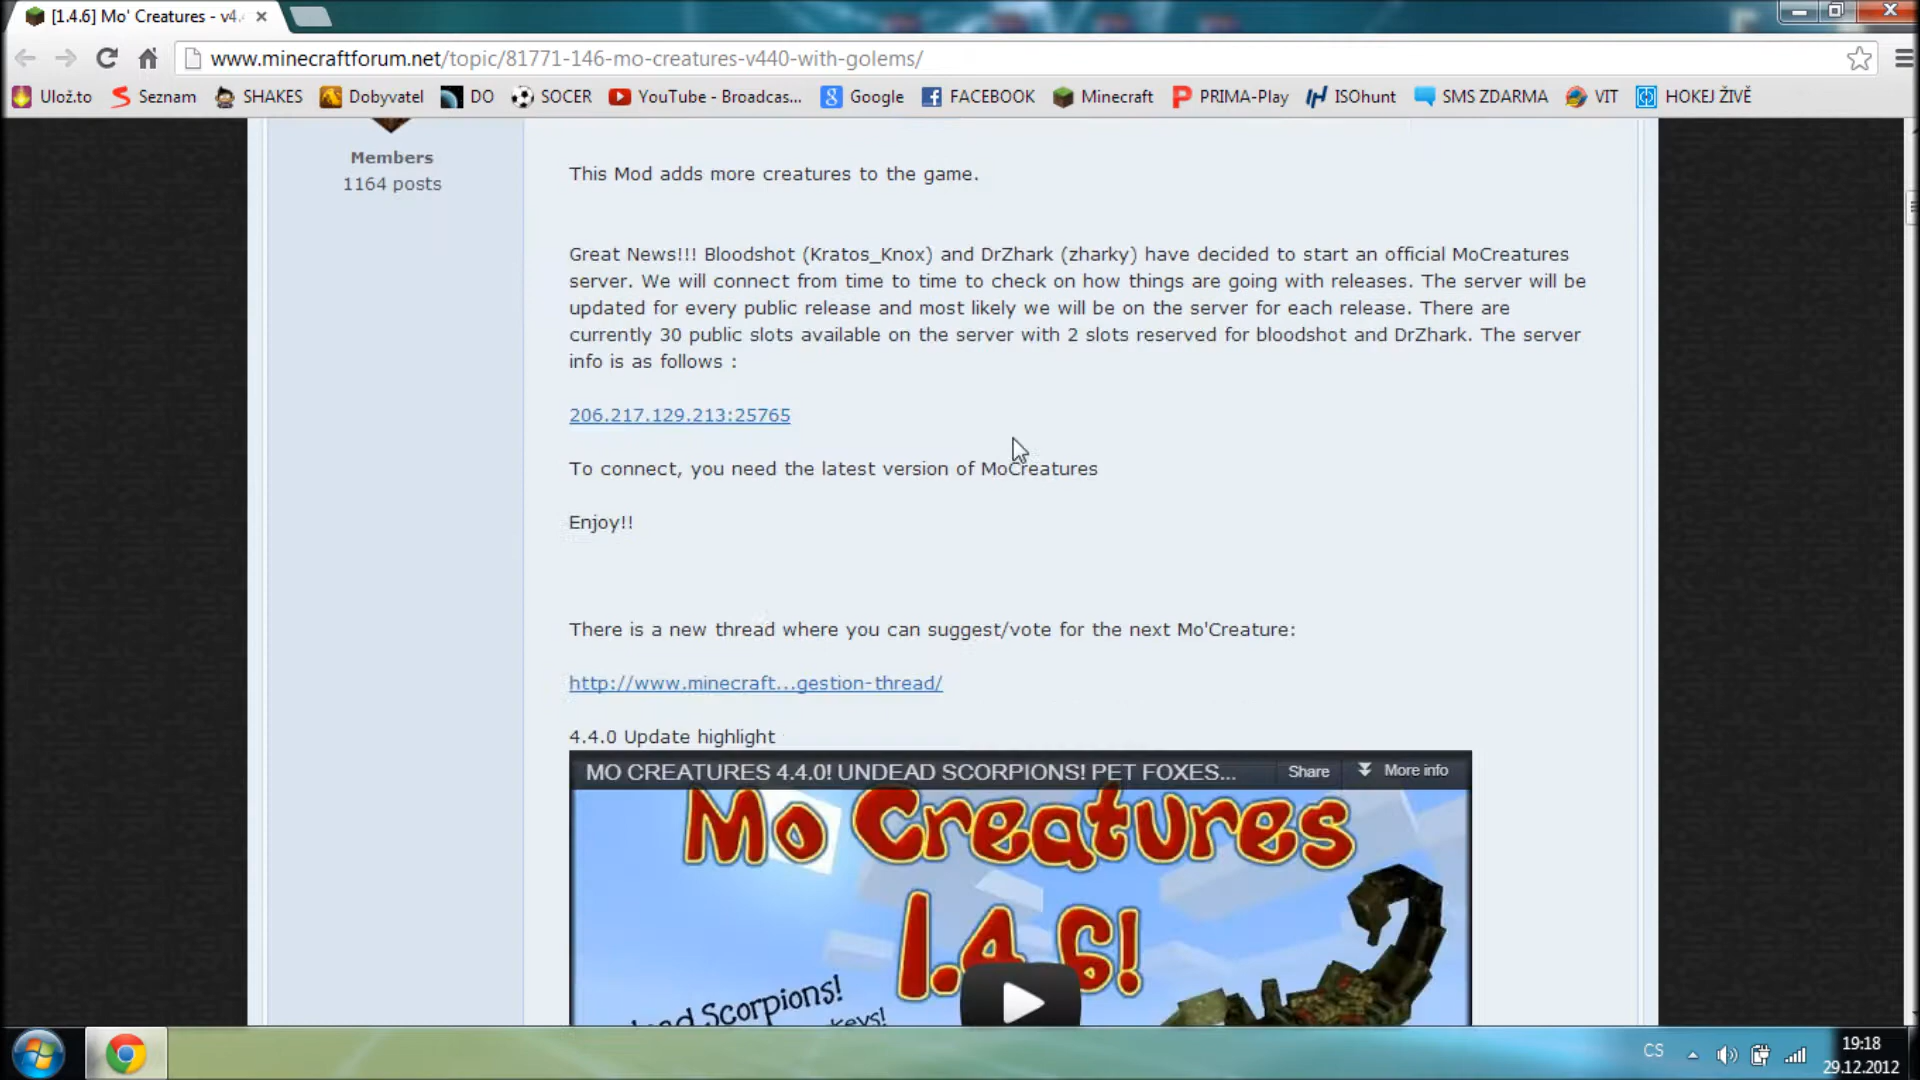 [1.4.6] Mo' Creatures - v4.
www.minecraftforum.net/topic/81771-146-mo-creatures-v440-with-golems/
Ulož.to Seznam SHAKES Dobyvatel DO SOCER YouTube - Broadcas... Google FACEBOOK Minecraft PRIMA-Play ISOhunt SMS ZDARMA VIT HOKEJ ŽIVĚ
Members
1164 posts
This Mod adds more creatures to the game.
Great News!!! Bloodshot (Kratos_Knox) and DrZhark (zharky) have decided to start an official MoCreatures
server. We will connect from time to time to check on how things are going with releases. The server will be
updated for every public release and most likely we will be on the server for each release. There are
currently 30 public slots available on the server with 2 slots reserved for bloodshot and DrZhark. The server
info is as follows :
206.217.129.213:25765
To connect, you need the latest version of MoCreatures
Enjoy!!
There is a new thread where you can suggest/vote for the next Mo'Creature:
http://www.minecraft...gestion-thread/
4.4.0 Update highlight
MO CREATURES 4.4.0! UNDEAD SCORPIONS! PET FOXES...
Share More info
Mo Creatures
1.4.6!
ead Scorpions!
keys!
CS
19:18
29.12.2012